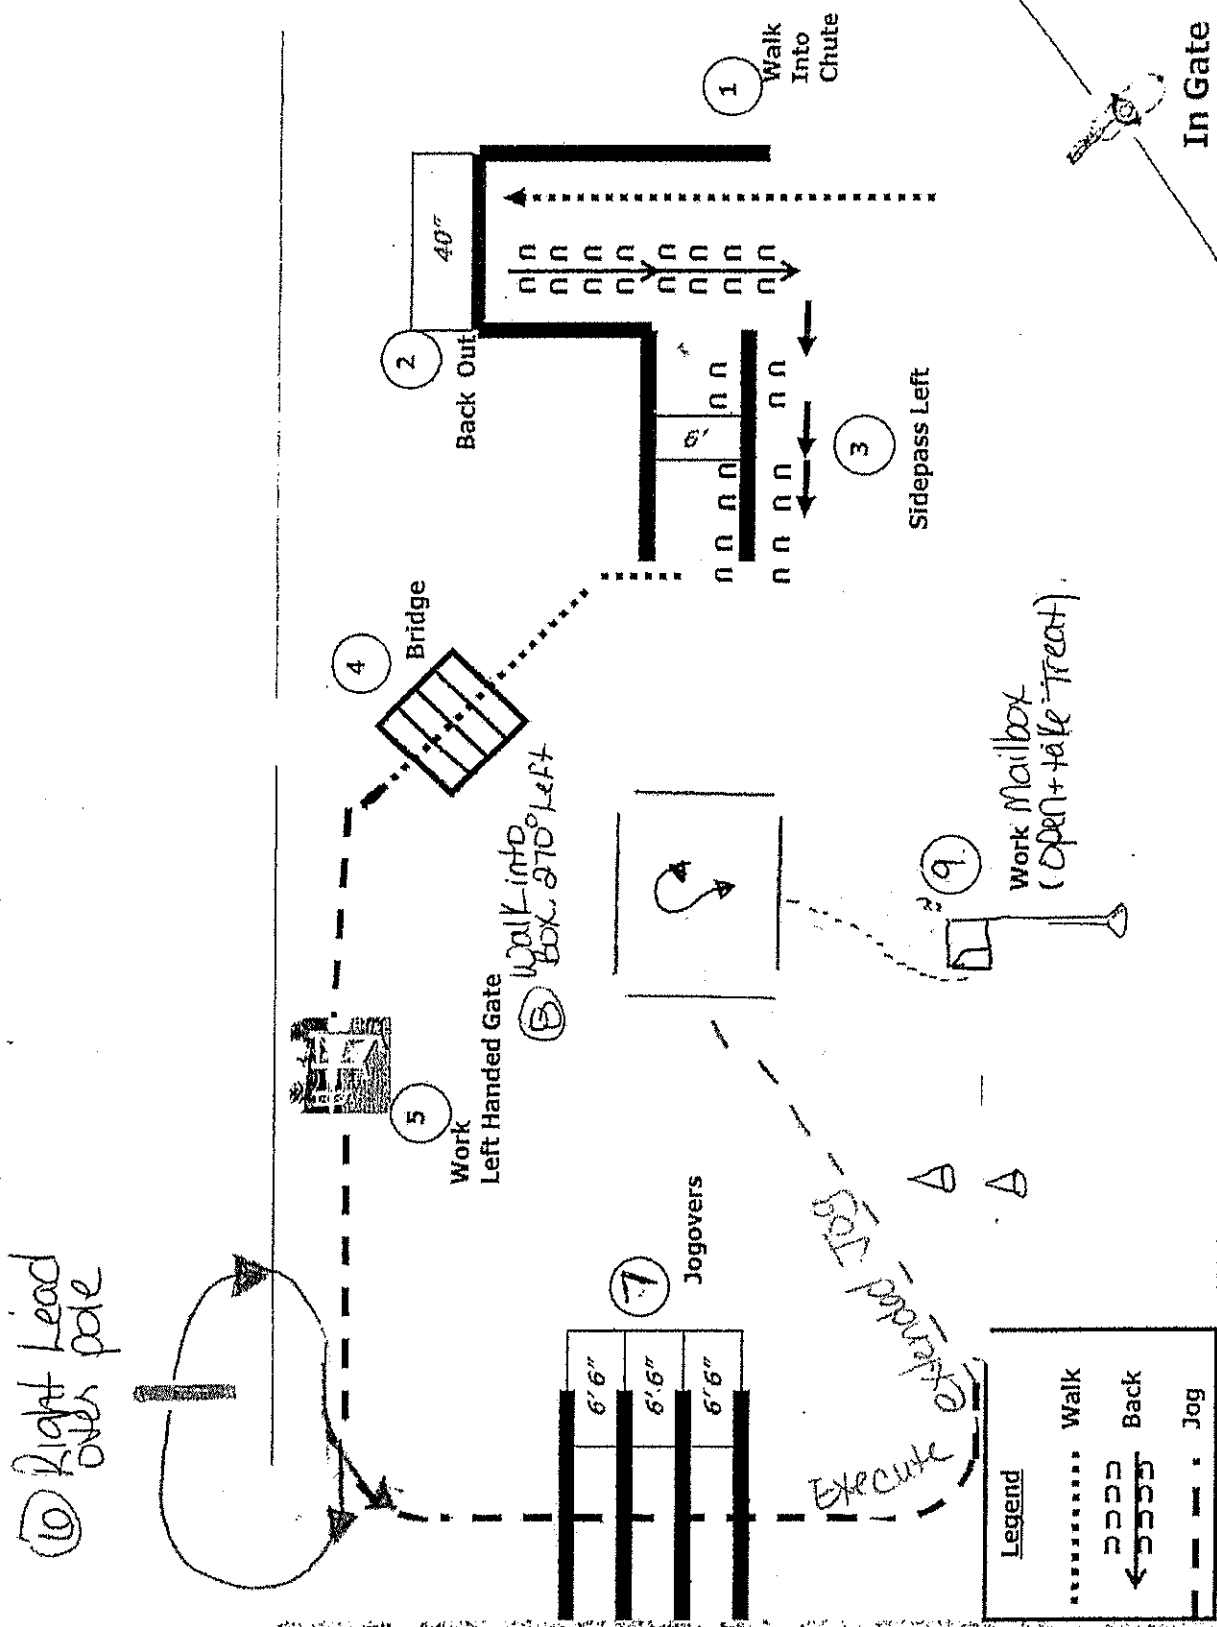 1
Walk
Into
Chute
In Gate
40"
2
Back Out
6'
3
Sidepass Left
4
Bridge
5
Work
Left Handed Gate
6 Right Lead
over pole
7
Jogovers
6' 6"
6' 6"
6' 6"
Execute
extended Jog
8 Walk into
Box. 270° Left
9.
Work Mailbox
(Open + take Treat).
Legend
Walk
Back
Jog